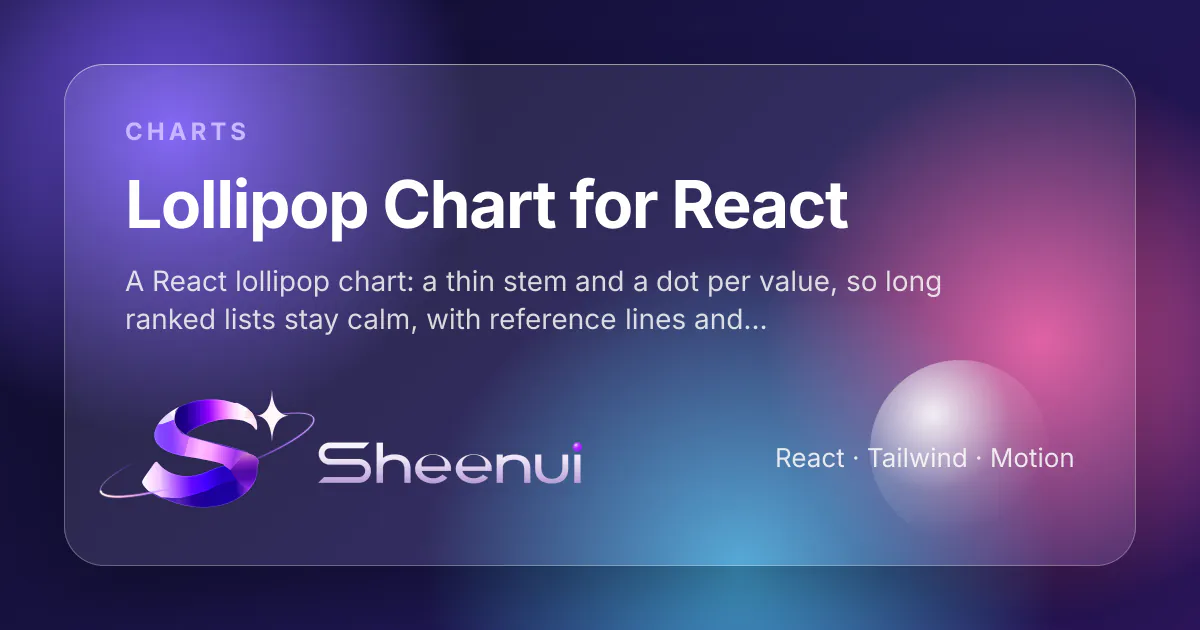 CHARTS
Lollipop Chart for React
A React lollipop chart: a thin stem and a dot per value, so long
ranked lists stay calm, with reference lines and...
Sheenui
React · Tailwind · Motion